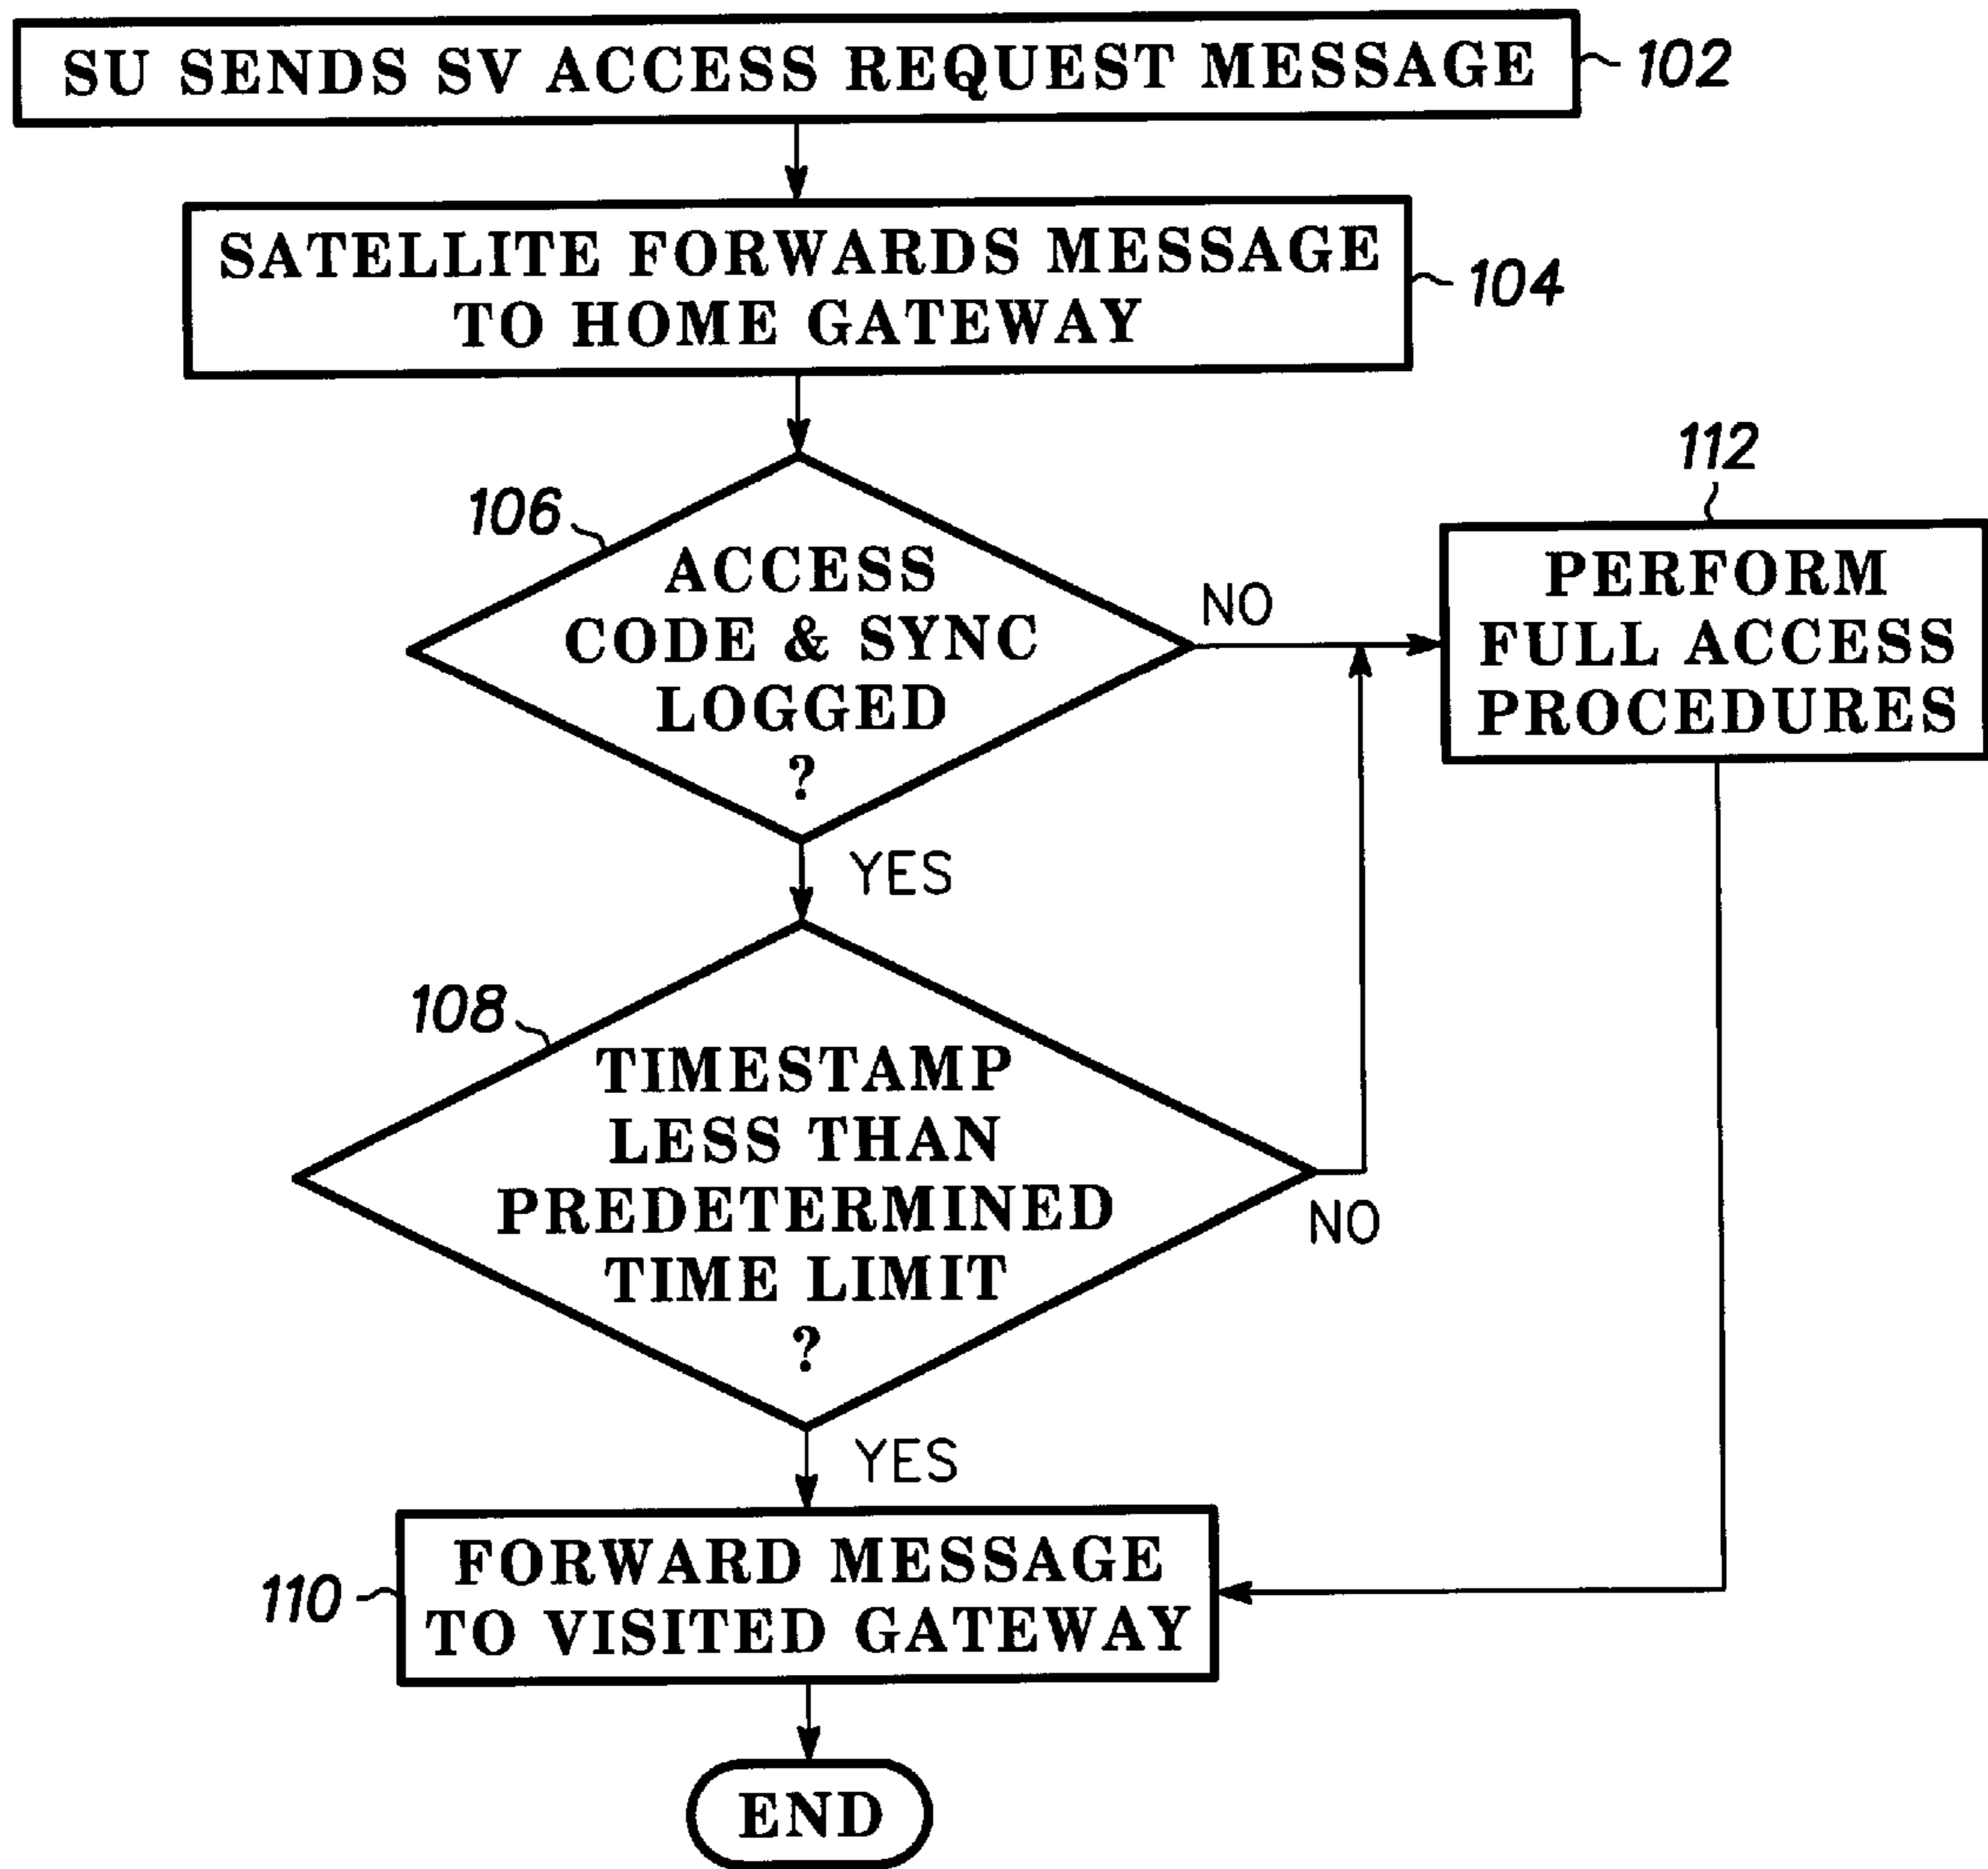 SU SENDS SV ACCESS REQUEST MESSAGE
102
SATELLITE FORWARDS MESSAGE
TO HOME GATEWAY
104
106
ACCESS
CODE & SYNC
LOGGED
?
NO
112
PERFORM
FULL ACCESS
PROCEDURES
YES
108
TIMESTAMP
LESS THAN
PREDETERMINED
TIME LIMIT
?
NO
YES
110
FORWARD MESSAGE
TO VISITED GATEWAY
END